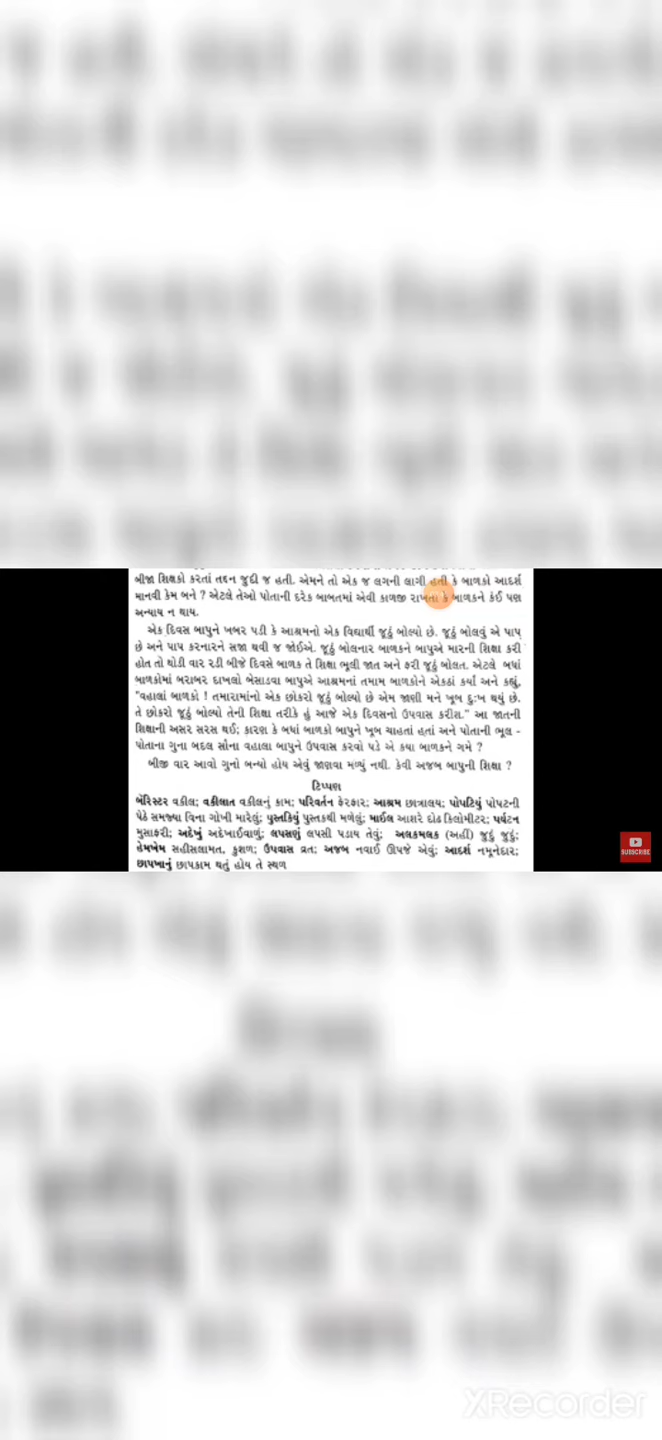 બીજા શિક્ષકો કરતાં તદ્દન જુદી જ હતી. એમને તો એક જ લગની લાગી હતી કે બાળકો આદર્શ
માનવી કેમ બને ? એટલે તેઓ પોતાની દરેક બાબતમાં એવી કાળજી રાખતા કે બાળકને કંઈ પણ
અન્યાય ન થાય.
એક દિવસ બાપુને ખબર પડી કે આશ્રમનો એક વિદ્યાર્થી જૂઠું બોલ્યો છે. જૂઠું બોલવું એ પાપ
છે અને પાપ કરનારને સજા થવી જ જોઈએ. જૂઠું બોલનાર બાળકને બાપુએ મારની શિક્ષા કરી
હોત તો થોડી વાર રડી બીજે દિવસે બાળક તે શિક્ષા ભૂલી જાત અને ફરી જૂઠું બોલત. એટલે બધાં
બાળકોમાં બરાબર દાખલો બેસાડવા બાપુએ આશ્રમનાં તમામ બાળકોને એકઠાં કર્યાં અને કહ્યું,
"વહાલાં બાળકો ! તમારામાંનો એક છોકરો જૂઠું બોલ્યો છે એમ જાણી મને ખૂબ દુઃખ થયું છે.
તે છોકરો જૂઠું બોલ્યો તેની શિક્ષા તરીકે હું આજે એક દિવસનો ઉપવાસ કરીશ." આ જાતની
શિક્ષાની અસર સરસ થઈ; કારણ કે બધાં બાળકો બાપુને ખૂબ ચાહતાં હતાં અને પોતાની ભૂલ -
પોતાના ગુના બદલ સૌના વહાલા બાપુને ઉપવાસ કરવો પડે એ કયા બાળકને ગમે ?
બીજી વાર આવો ગુનો બન્યો હોય એવું જાણવા મળ્યું નથી. કેવી અજબ બાપુની શિક્ષા ?
ટિપ્પણ
બૅરિસ્ટર વકીલ; વકીલાત વકીલનું કામ; પરિવર્તન ફેરફાર; આશ્રમ છાત્રાલય; પોપટિયું પોપટની
પેઠે સમજ્યા વિના ગોખી મારેલું; પુસ્તકિયું પુસ્તકથી મળેલું; માઈલ આશરે દોઢ કિલોમીટર; પર્યટન
મુસાફરી; અદેખું અદેખાઈવાળું; લપસણું લપસી પડાય તેવું; અલકમલક (અહીં) જુદું જુદું;
હેમખેમ સહીસલામત, કુશળ; ઉપવાસ વ્રત; અજબ નવાઈ ઊપજે એવું; આદર્શ નમૂનેદાર;
છાપખાનું છાપકામ થતું હોય તે સ્થળ
SUBSCRIBE
XRecorder